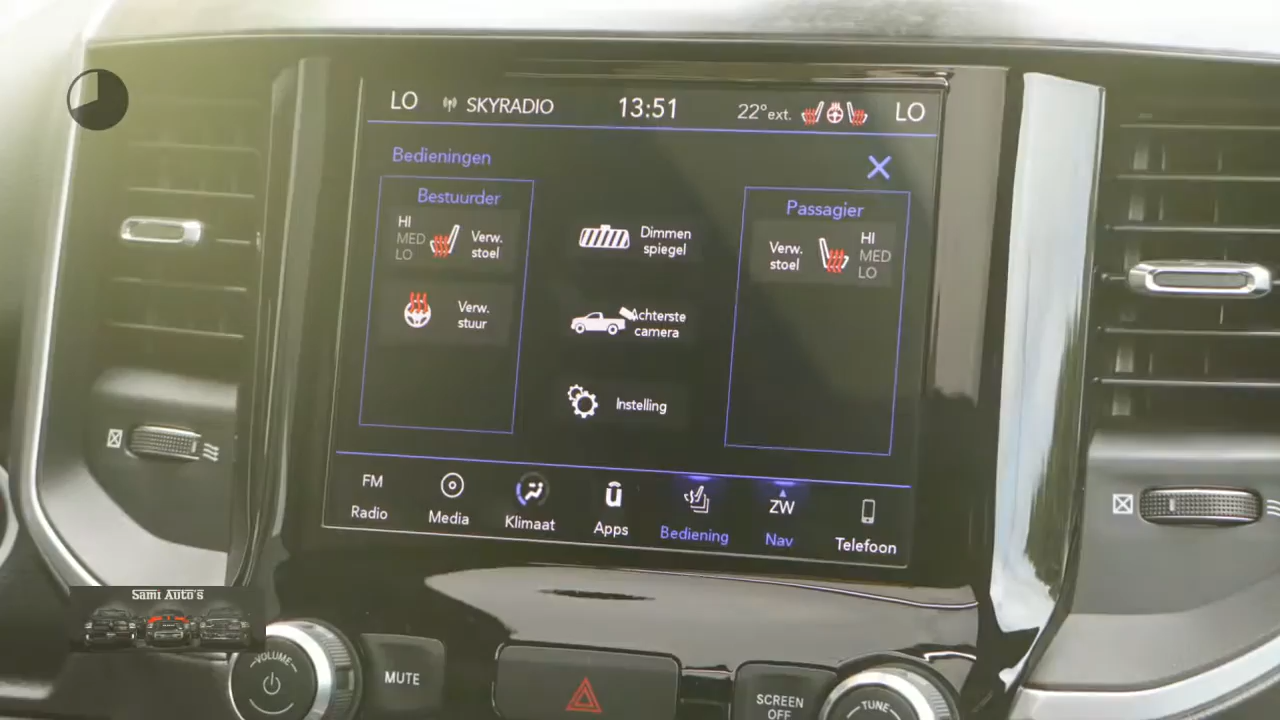 LO SKYRADIO 13:51 22°ext. LO
Bedieningen
Bestuurder
HI
MED
LO
Verw.
stoel
Verw.
stuur
Dimmen
spiegel
Achterste
camera
Instelling
Passagier
Verw.
stoel
HI
MED
LO
FM
Radio
Media
Klimaat
Apps
Bediening
ZW
Nav
Telefoon
Sami Auto's
VOLUME
MUTE
SCREEN
OFF
TUNE